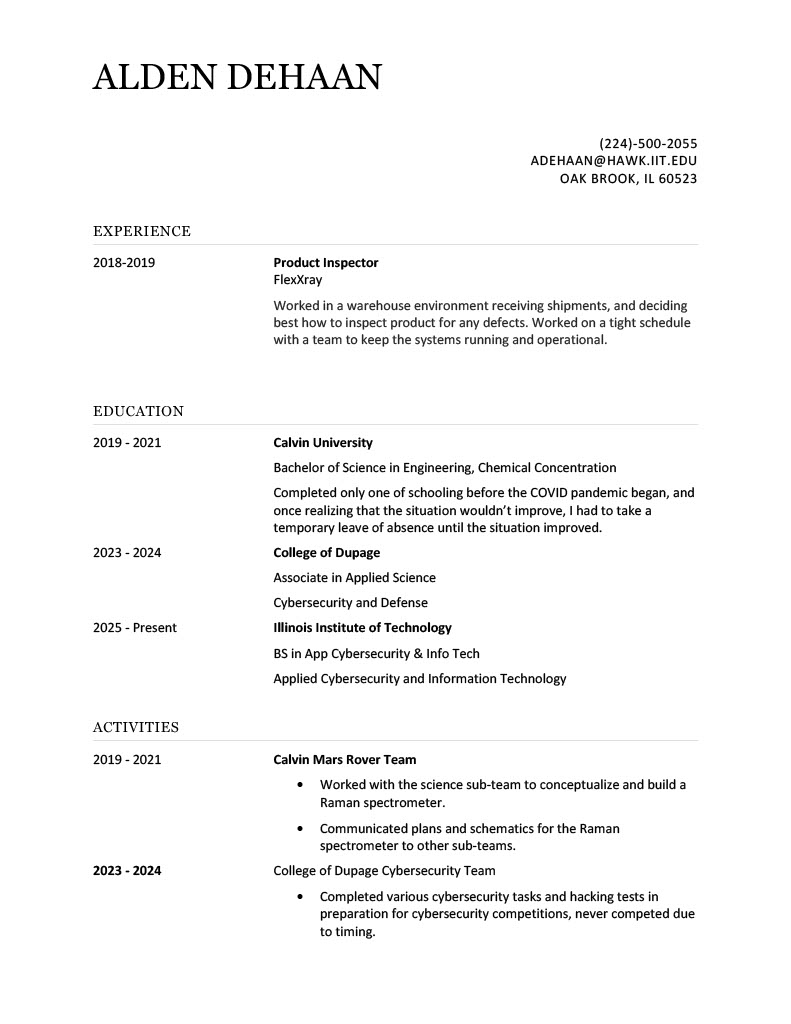 ALDEN DEHAAN
(224)-500-2055
ADEHAAN@HAWK.IIT.EDU
OAK BROOK, IL 60523
EXPERIENCE
2018-2019
Product Inspector
FlexXray
Worked in a warehouse environment receiving shipments, and deciding
best how to inspect product for any defects. Worked on a tight schedule
with a team to keep the systems running and operational.
EDUCATION
2019 - 2021
Calvin University
Bachelor of Science in Engineering, Chemical Concentration
Completed only one of schooling before the COVID pandemic began, and
once realizing that the situation wouldn’t improve, I had to take a
temporary leave of absence until the situation improved.
2023 - 2024
College of Dupage
Associate in Applied Science
Cybersecurity and Defense
2025 - Present
Illinois Institute of Technology
BS in App Cybersecurity & Info Tech
Applied Cybersecurity and Information Technology
ACTIVITIES
2019 - 2021
Calvin Mars Rover Team
• Worked with the science sub-team to conceptualize and build a
Raman spectrometer.
• Communicated plans and schematics for the Raman
spectrometer to other sub-teams.
2023 - 2024
College of Dupage Cybersecurity Team
• Completed various cybersecurity tasks and hacking tests in
preparation for cybersecurity competitions, never competed due
to timing.